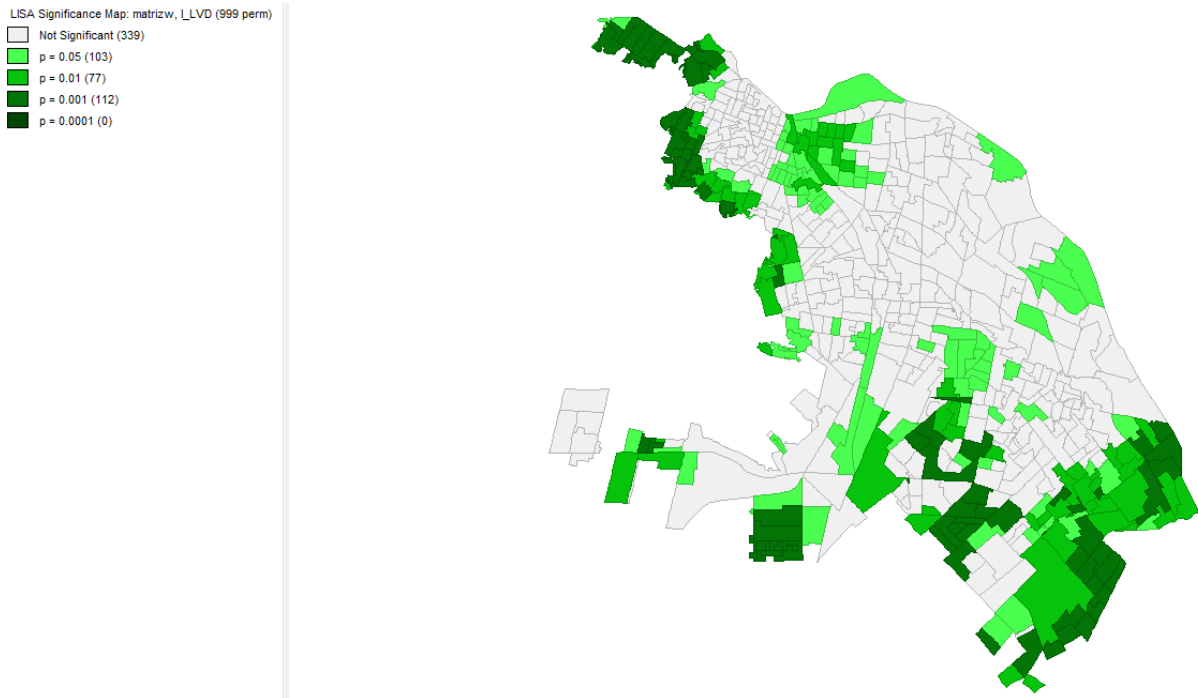 LISA Significance Map: matrizw, I_LVD (999 perm)
Not Significant (339)
p = 0.05 (103)
p = 0.01 (77)
p = 0.001 (112)
p = 0.0001 (0)